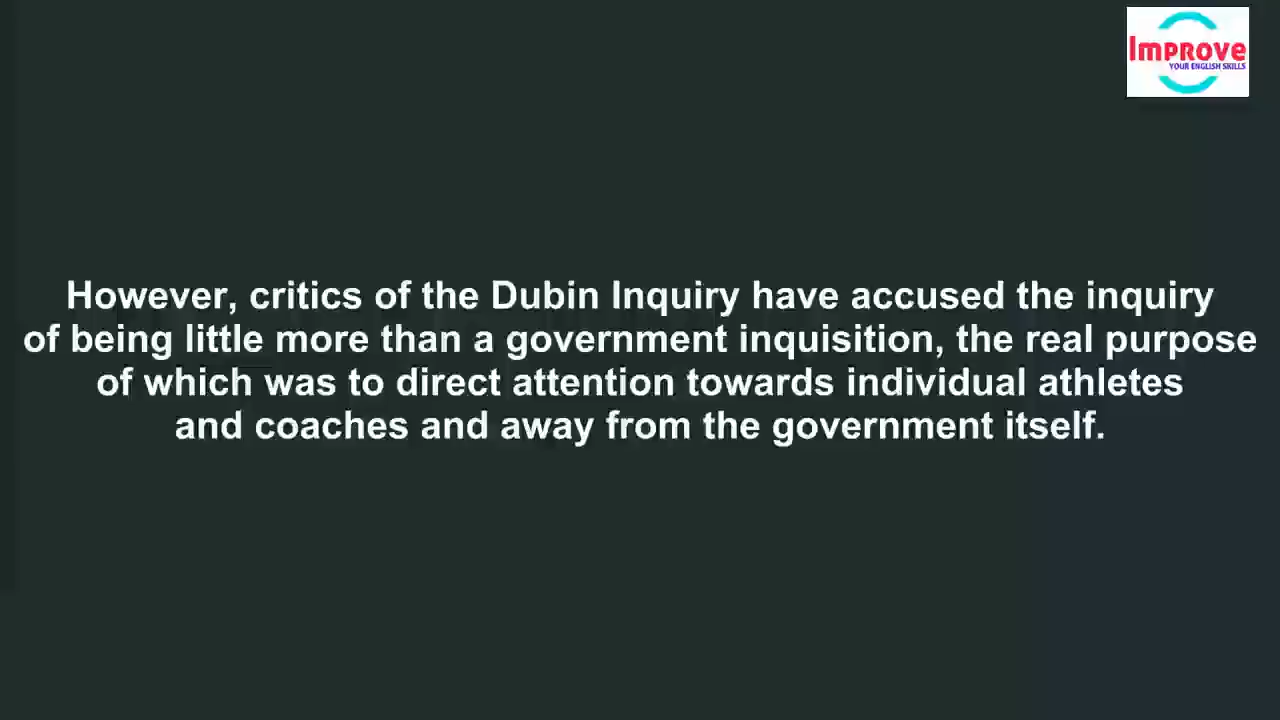 Improve
YOUR ENGLISH SKILLS
However, critics of the Dubin Inquiry have accused the inquiry
of being little more than a government inquisition, the real purpose
of which was to direct attention towards individual athletes
and coaches and away from the government itself.